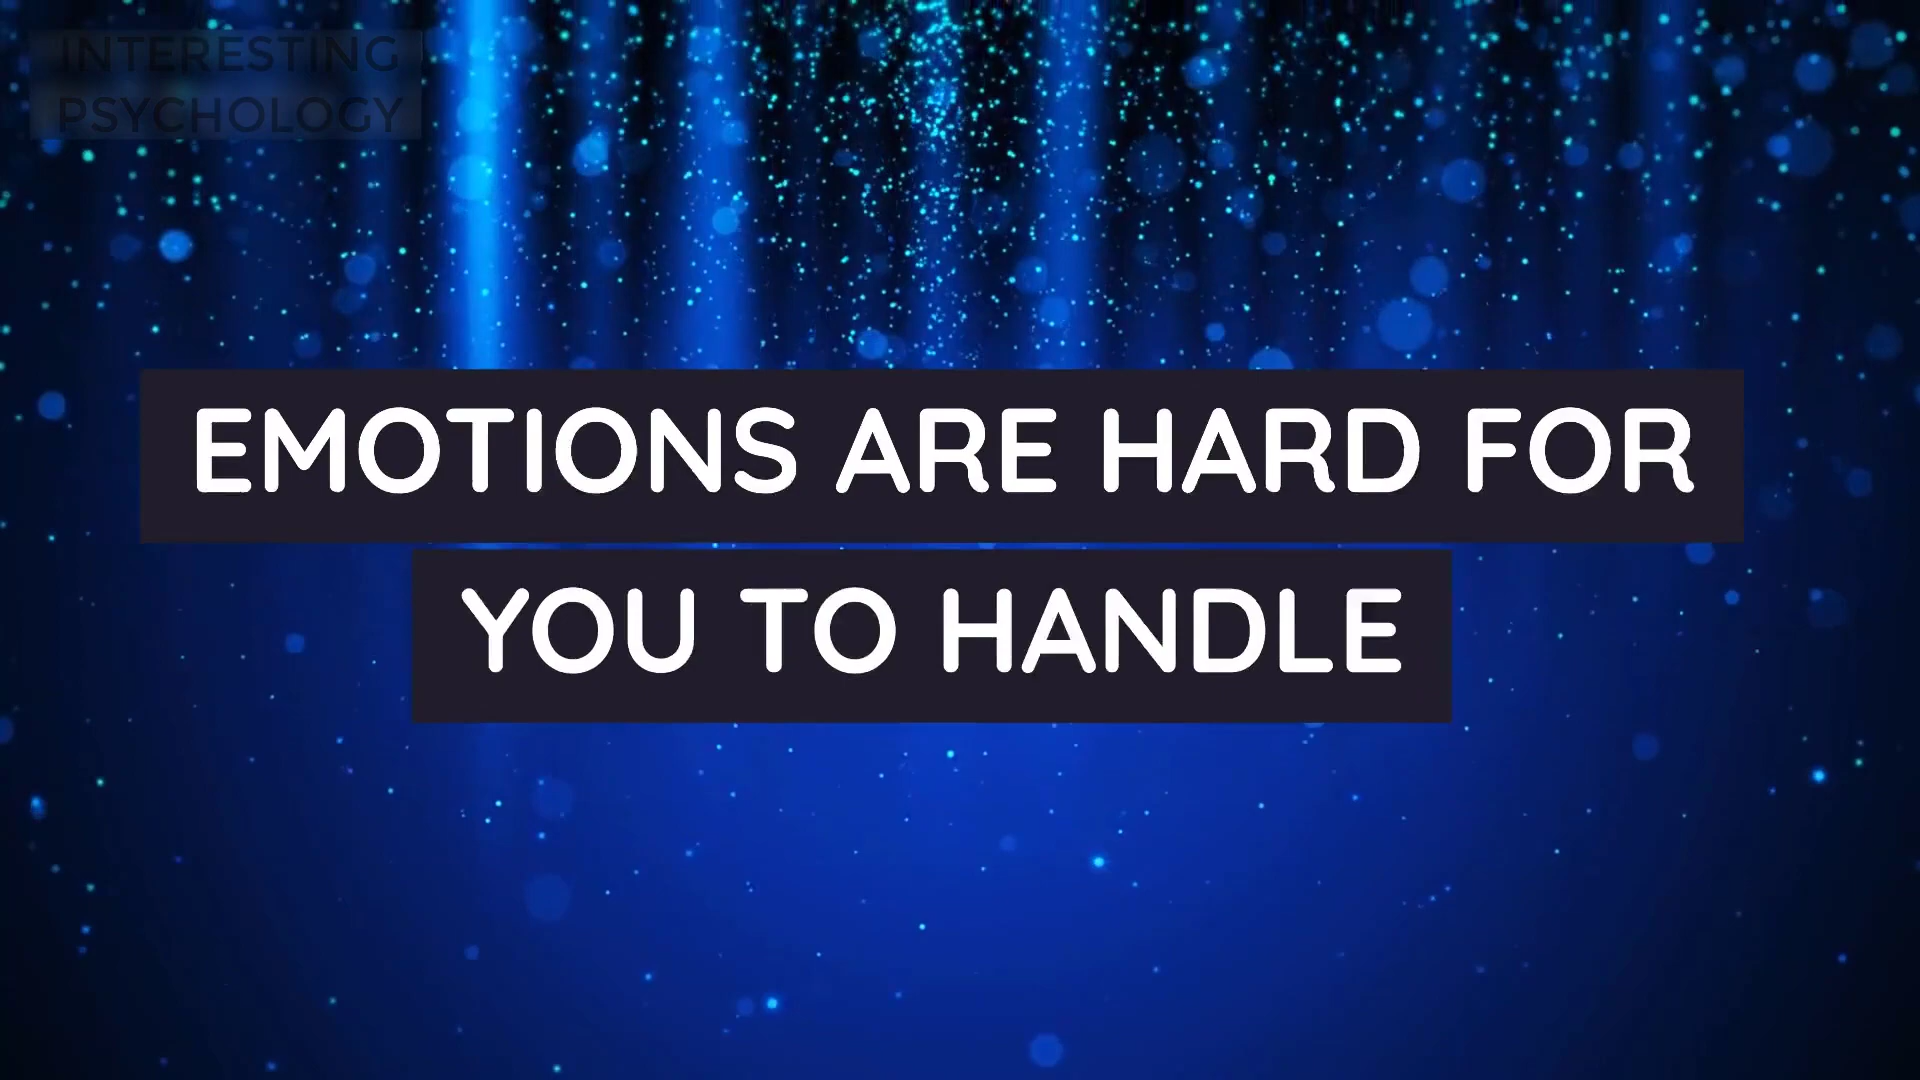 INTERESTING
PSYCHOLOGY
EMOTIONS ARE HARD FOR
YOU TO HANDLE